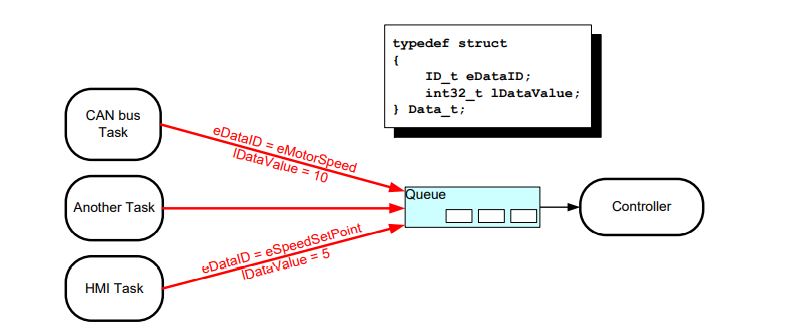 typedef struct
{
ID_t eDataID;
int32_t lDataValue;
} Data_t;
CAN bus
Task
eDataID = eMotorSpeed
lDataValue = 10
Another Task
Queue
Controller
eDataID = eSpeedSetPoint
lDataValue = 5
HMI Task